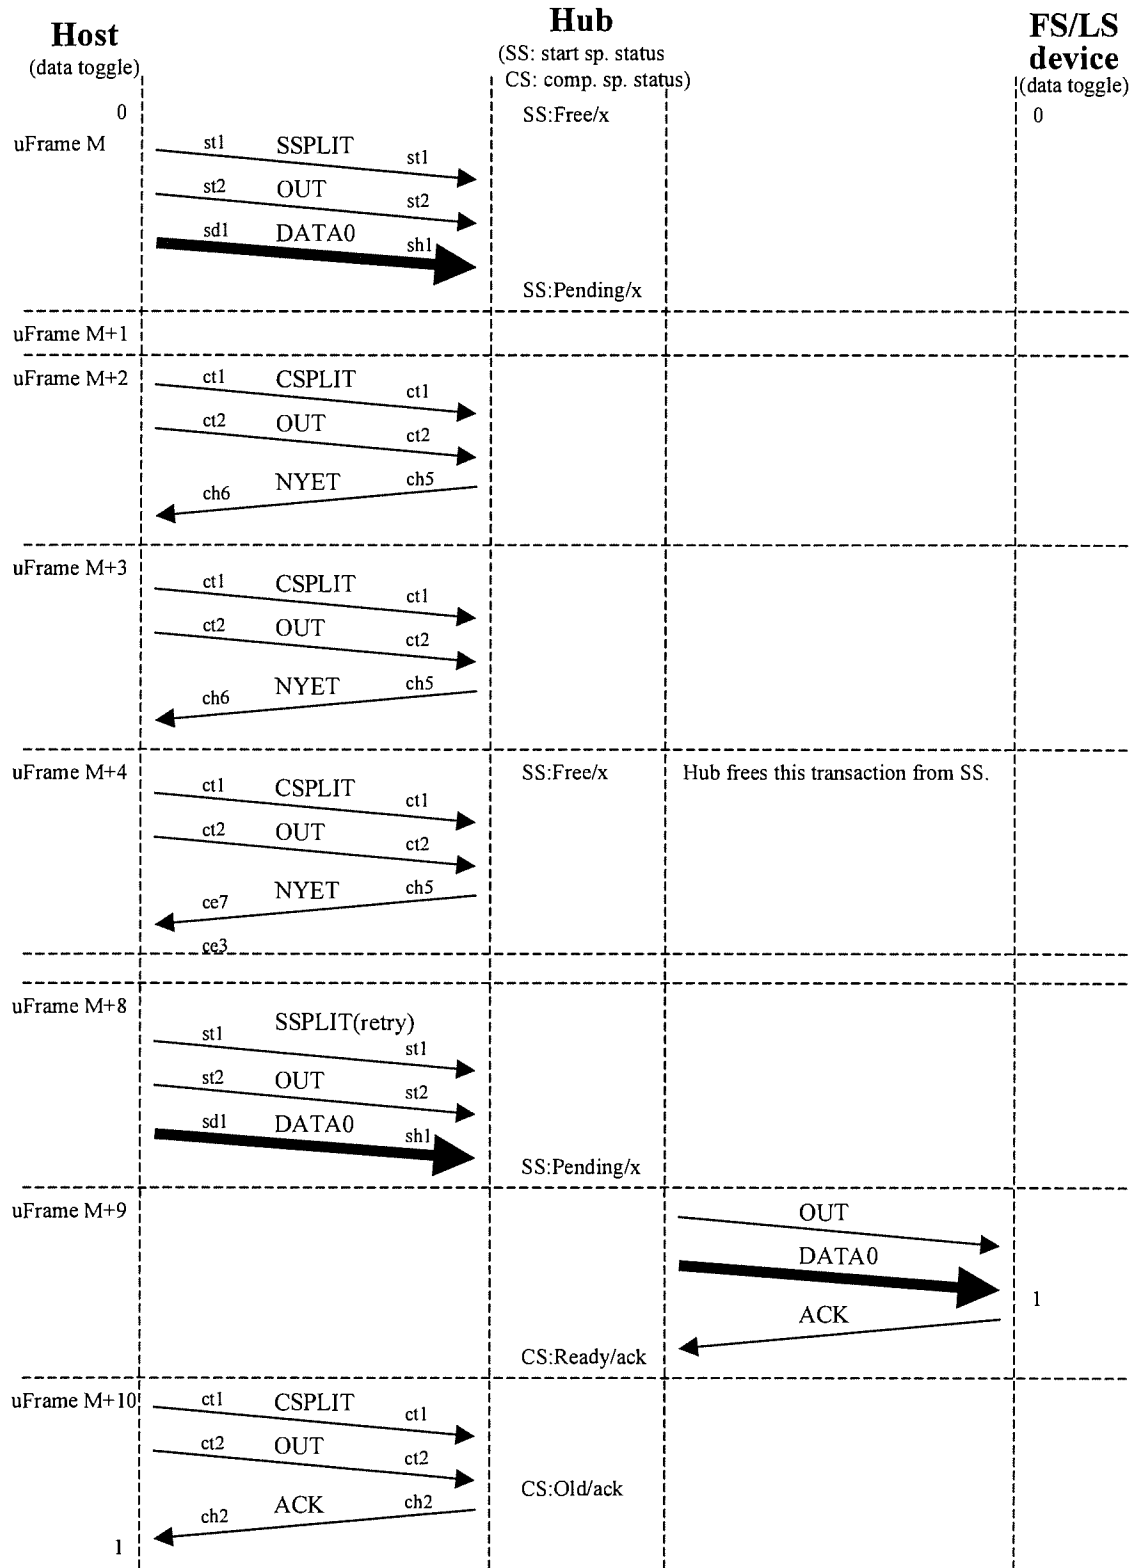 Host
(data toggle)
Hub
(SS: start sp. status
CS: comp. sp. status)
FS/LS
device
(data toggle)
0
SS:Free/x
0
uFrame M
st1 SSPLIT st1
st2 OUT st2
sd1 DATA0 sh1
SS:Pending/x
uFrame M+1
uFrame M+2
ct1 CSPLIT ct1
ct2 OUT ct2
ch6 NYET ch5
uFrame M+3
ct1 CSPLIT ct1
ct2 OUT ct2
ch6 NYET ch5
uFrame M+4
SS:Free/x
Hub frees this transaction from SS.
ct1 CSPLIT ct1
ct2 OUT ct2
ce7 NYET ch5
ce3
uFrame M+8
st1 SSPLIT(retry) st1
st2 OUT st2
sd1 DATA0 sh1
SS:Pending/x
uFrame M+9
OUT
DATA0
1
ACK
CS:Ready/ack
uFrame M+10
ct1 CSPLIT ct1
ct2 OUT ct2
CS:Old/ack
ch2 ACK ch2
1